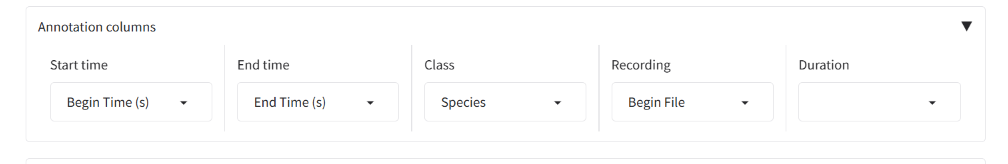 Annotation columns
Start time End time Class Recording Duration
Begin Time (s) End Time (s) Species Begin File